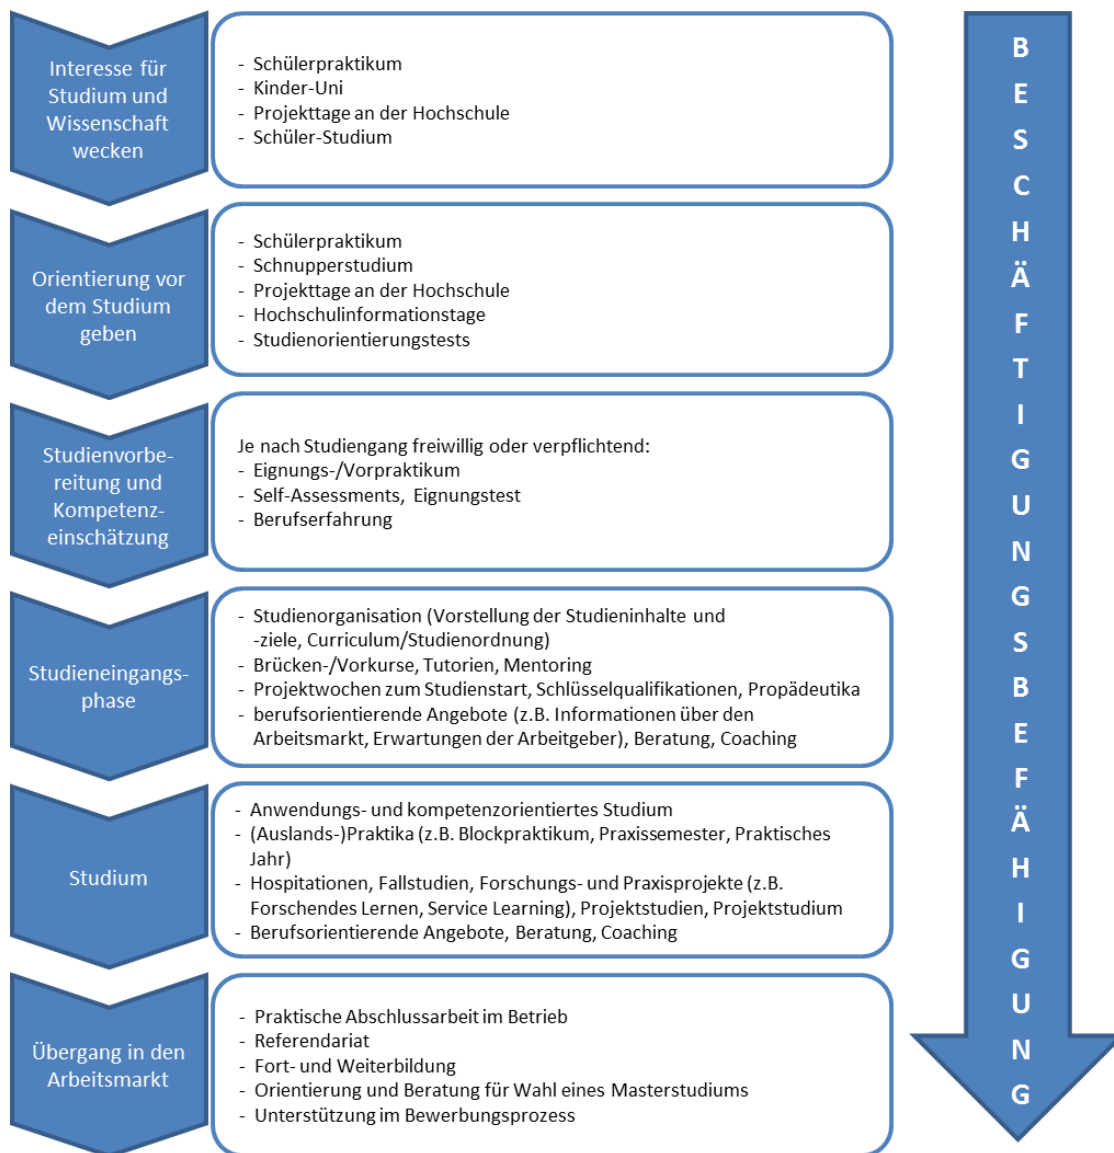 Interesse für
Studium und
Wissenschaft
wecken
- Schülerpraktikum
- Kinder-Uni
- Projekttage an der Hochschule
- Schüler-Studium
Orientierung vor
dem Studium
geben
- Schülerpraktikum
- Schnupperstudium
- Projekttage an der Hochschule
- Hochschulinformationstage
- Studienorientierungstests
Studienvorbe-
reitung und
Kompetenz-
einschätzung
Je nach Studiengang freiwillig oder verpflichtend:
- Eignungs-/Vorpraktikum
- Self-Assessments, Eignungstest
- Berufserfahrung
Studieneingangs-
phase
- Studienorganisation (Vorstellung der Studieninhalte und
-ziele, Curriculum/Studienordnung)
- Brücken-/Vorkurse, Tutorien, Mentoring
- Projektwochen zum Studienstart, Schlüsselqualifikationen, Propädeutika
- berufsorientierende Angebote (z.B. Informationen über den
Arbeitsmarkt, Erwartungen der Arbeitgeber), Beratung, Coaching
Studium
- Anwendungs- und kompetenzorientiertes Studium
- (Auslands-)Praktika (z.B. Blockpraktikum, Praxissemester, Praktisches
Jahr)
- Hospitationen, Fallstudien, Forschungs- und Praxisprojekte (z.B.
Forschendes Lernen, Service Learning), Projektstudien, Projektstudium
- Berufsorientierende Angebote, Beratung, Coaching
Übergang in den
Arbeitsmarkt
- Praktische Abschlussarbeit im Betrieb
- Referendariat
- Fort- und Weiterbildung
- Orientierung und Beratung für Wahl eines Masterstudiums
- Unterstützung im Bewerbungsprozess
BESCHÄFTIGUNGSBEFÄHIGUNG